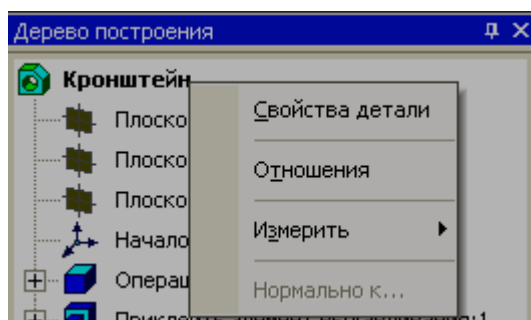 Дерево построения
Кронштейн
Свойства детали
Плоско
Плоско
Отношения
Плоско
Начало
Измерить
Операц
Нормально к...